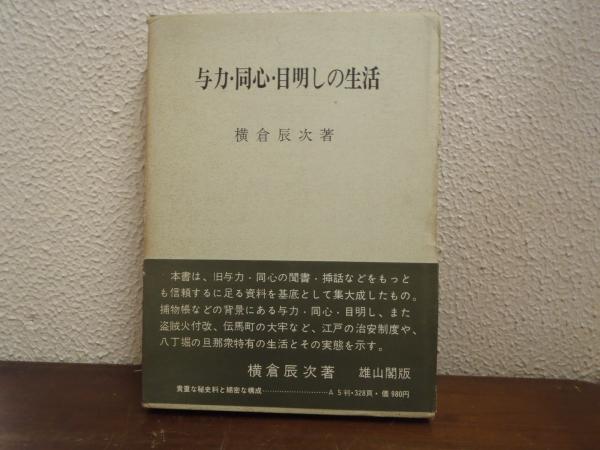 与力・同心・目明しの生活
横倉辰次著
本書は、旧与力・同心の聞書・挿話などをもっと
も信頼するに足る資料を基底として集大成したもの。
捕物帳などの背景にある与力・同心・目明し、また
盗賊火付改、伝馬町の大牢など、江戸の治安制度や、
八丁堀の旦那衆特有の生活とその実態を示す。
横倉辰次著　雄山閣版
貴重な秘史料と綿密な構成‥‥‥‥‥‥‥‥‥A5判・328頁・価980円